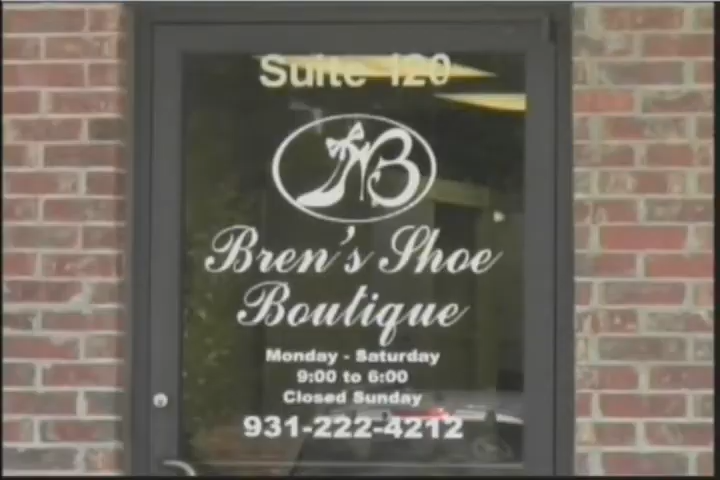 Suite 120
B
Bren's Shoe
Boutique
Monday - Saturday
9:00 to 6:00
Closed Sunday
931-222-4212